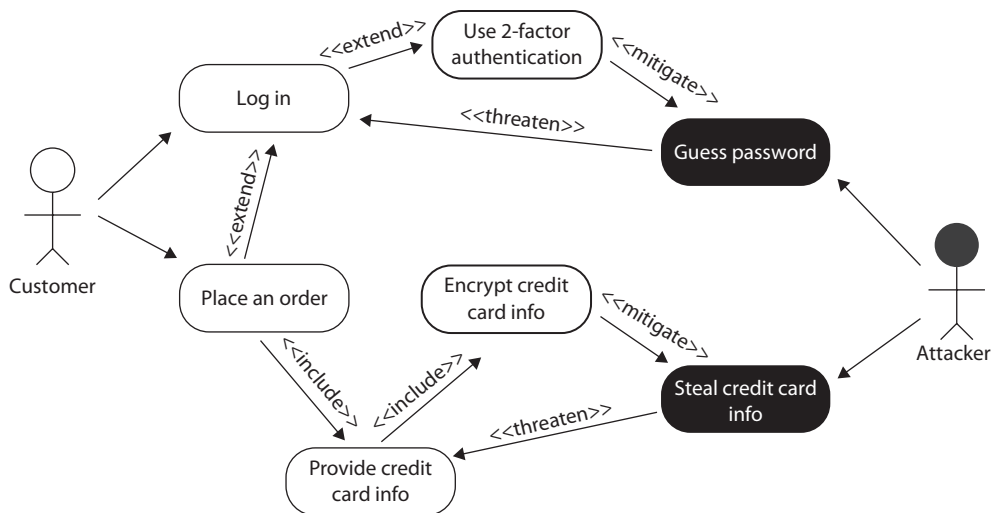 <<extend>>
Use 2-factor
authentication
<<mitigate>>
Log in
<<threaten>>
Guess password
<<extend>>
Customer
Place an order
Encrypt credit
card info
<<mitigate>>
Attacker
<<include>>
<<include>>
Steal credit card
info
<<threaten>>
Provide credit
card info